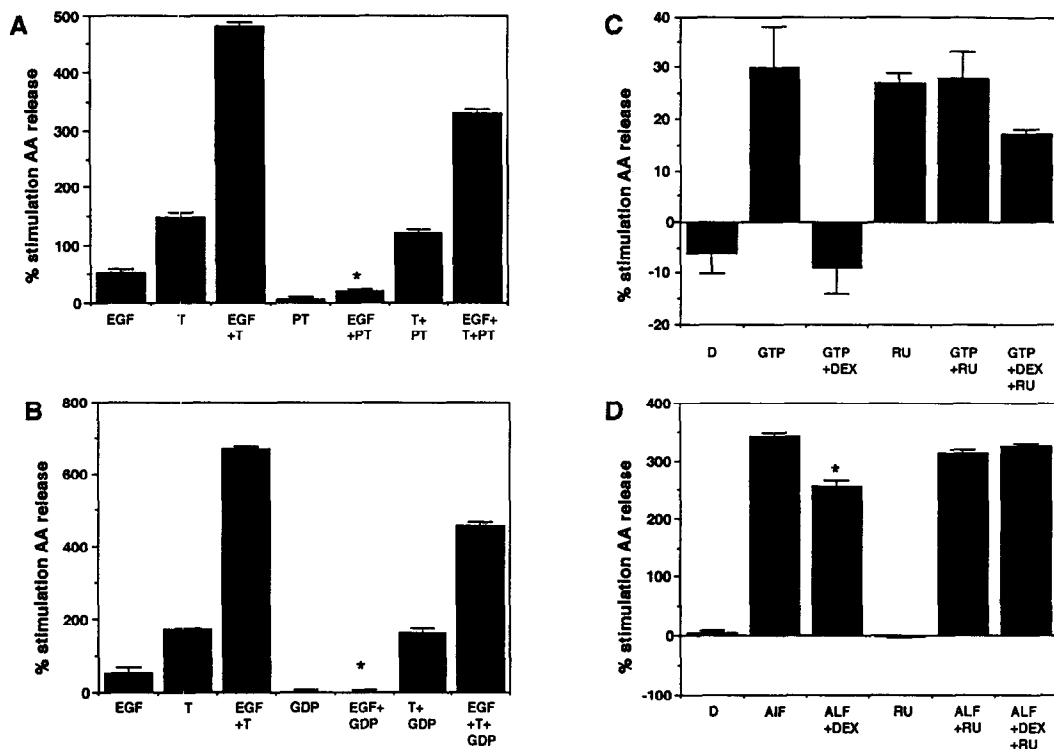 A
% stimulation AA release
500
400
300
200
100
0
*
EGF
T
EGF
+T
PT
EGF
+PT
T+
PT
EGF+
T+PT
B
% stimulation AA release
800
600
400
200
0
*
EGF
T
EGF
+T
GDP
EGF+
GDP
T+
GDP
EGF
+T+
GDP
C
% stimulation AA release
40
30
20
10
0
-10
-20
D
GTP
GTP
+DEX
RU
GTP
+RU
GTP
+DEX
+RU
D
% stimulation AA release
400
300
200
100
0
-100
*
D
AlF
ALF
+DEX
RU
ALF
+RU
ALF
+DEX
+RU